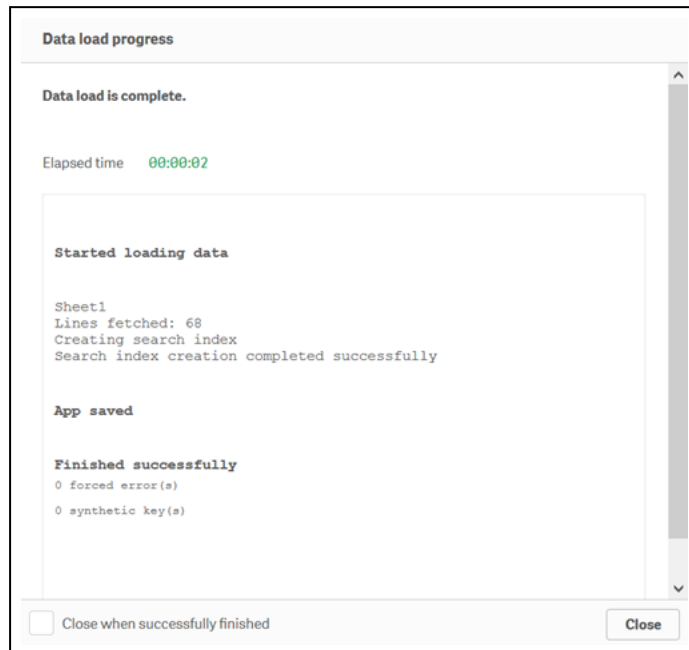 Data load progress
Data load is complete.
Elapsed time 00:00:02
Started loading data
Sheet1
Lines fetched: 68
Creating search index
Search index creation completed successfully
App saved
Finished successfully
0 forced error(s)
0 synthetic key(s)
Close when successfully finished
Close